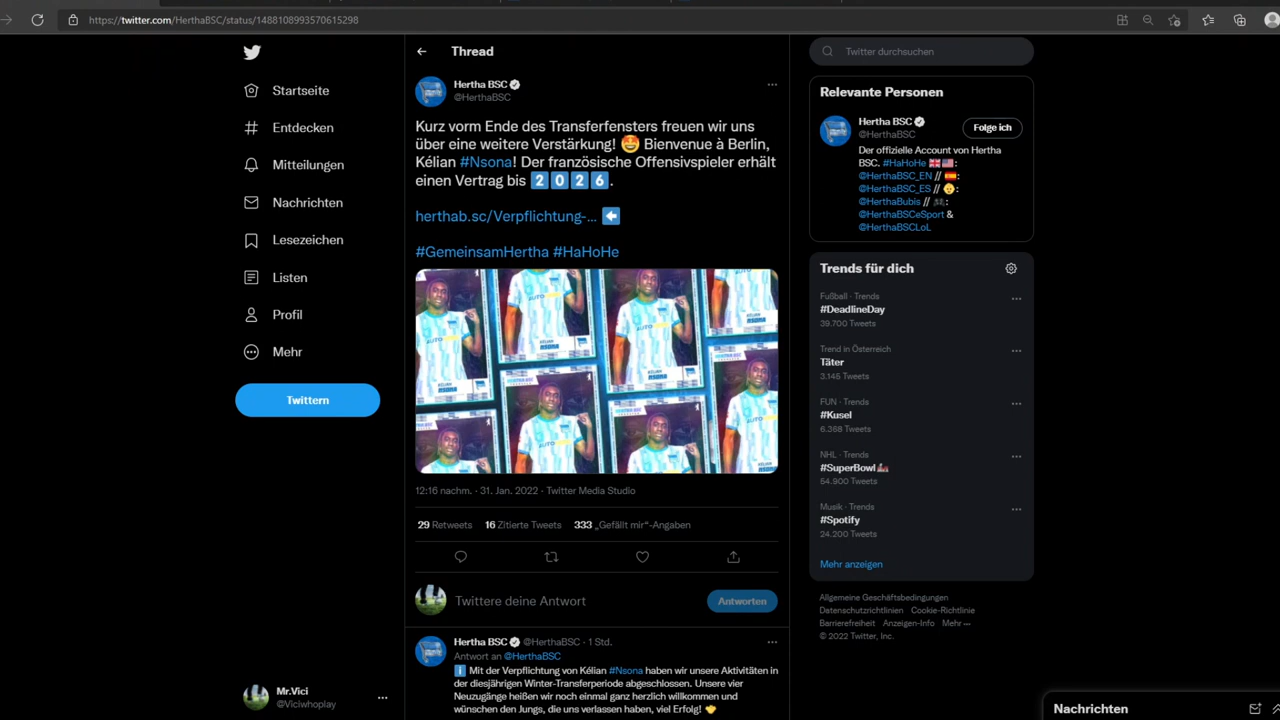 https://twitter.com/HerthaBSC/status/1488108993570615298
Startseite
Entdecken
Mitteilungen
Nachrichten
Lesezeichen
Listen
Profil
Mehr
Twittern
Mr.Vici
@Viciwhoplay
Thread
Hertha BSC
@HerthaBSC
Kurz vorm Ende des Transferfensters freuen wir uns
über eine weitere Verstärkung! 🤩 Bienvenue à Berlin,
Kélian #Nsona! Der französische Offensivspieler erhält
einen Vertrag bis 2️⃣0️⃣2️⃣6️⃣.
herthab.sc/Verpflichtung-... ⬅️
#GemeinsamHertha #HaHoHe
KÉLIAN
NSONA
HERTHA BSC
12:16 nachm. · 31. Jan. 2022 · Twitter Media Studio
29 Retweets 16 Zitierte Tweets 333 „Gefällt mir“-Angaben
Twittere deine Antwort
Antworten
Hertha BSC @HerthaBSC · 1 Std.
Antwort an @HerthaBSC
ℹ️ Mit der Verpflichtung von Kélian #Nsona haben wir unsere Aktivitäten in
der diesjährigen Winter-Transferperiode abgeschlossen. Unsere vier
Neuzugänge heißen wir noch einmal ganz herzlich willkommen und
wünschen den Jungs, die uns verlassen haben, viel Erfolg! 🤝
Twitter durchsuchen
Relevante Personen
Hertha BSC
@HerthaBSC
Folge ich
Der offizielle Account von Hertha
BSC. #HaHoHe 🇬🇧🇺🇸:
@HerthaBSC_EN // 🇪🇸:
@HerthaBSC_ES // 👶:
@HerthaBubis // 🎮:
@HerthaBSCeSport &
@HerthaBSCLoL
Trends für dich
Fußball · Trends
#DeadlineDay
39.700 Tweets
Trend in Österreich
Täter
3.145 Tweets
FUN · Trends
#Kusel
6.358 Tweets
NHL · Trends
#SuperBowl
54.900 Tweets
Musik · Trends
#Spotify
24.200 Tweets
Mehr anzeigen
Allgemeine Geschäftsbedingungen
Datenschutzrichtlinien Cookie-Richtlinie
Barrierefreiheit Anzeigen-Info Mehr ···
© 2022 Twitter, Inc.
Nachrichten